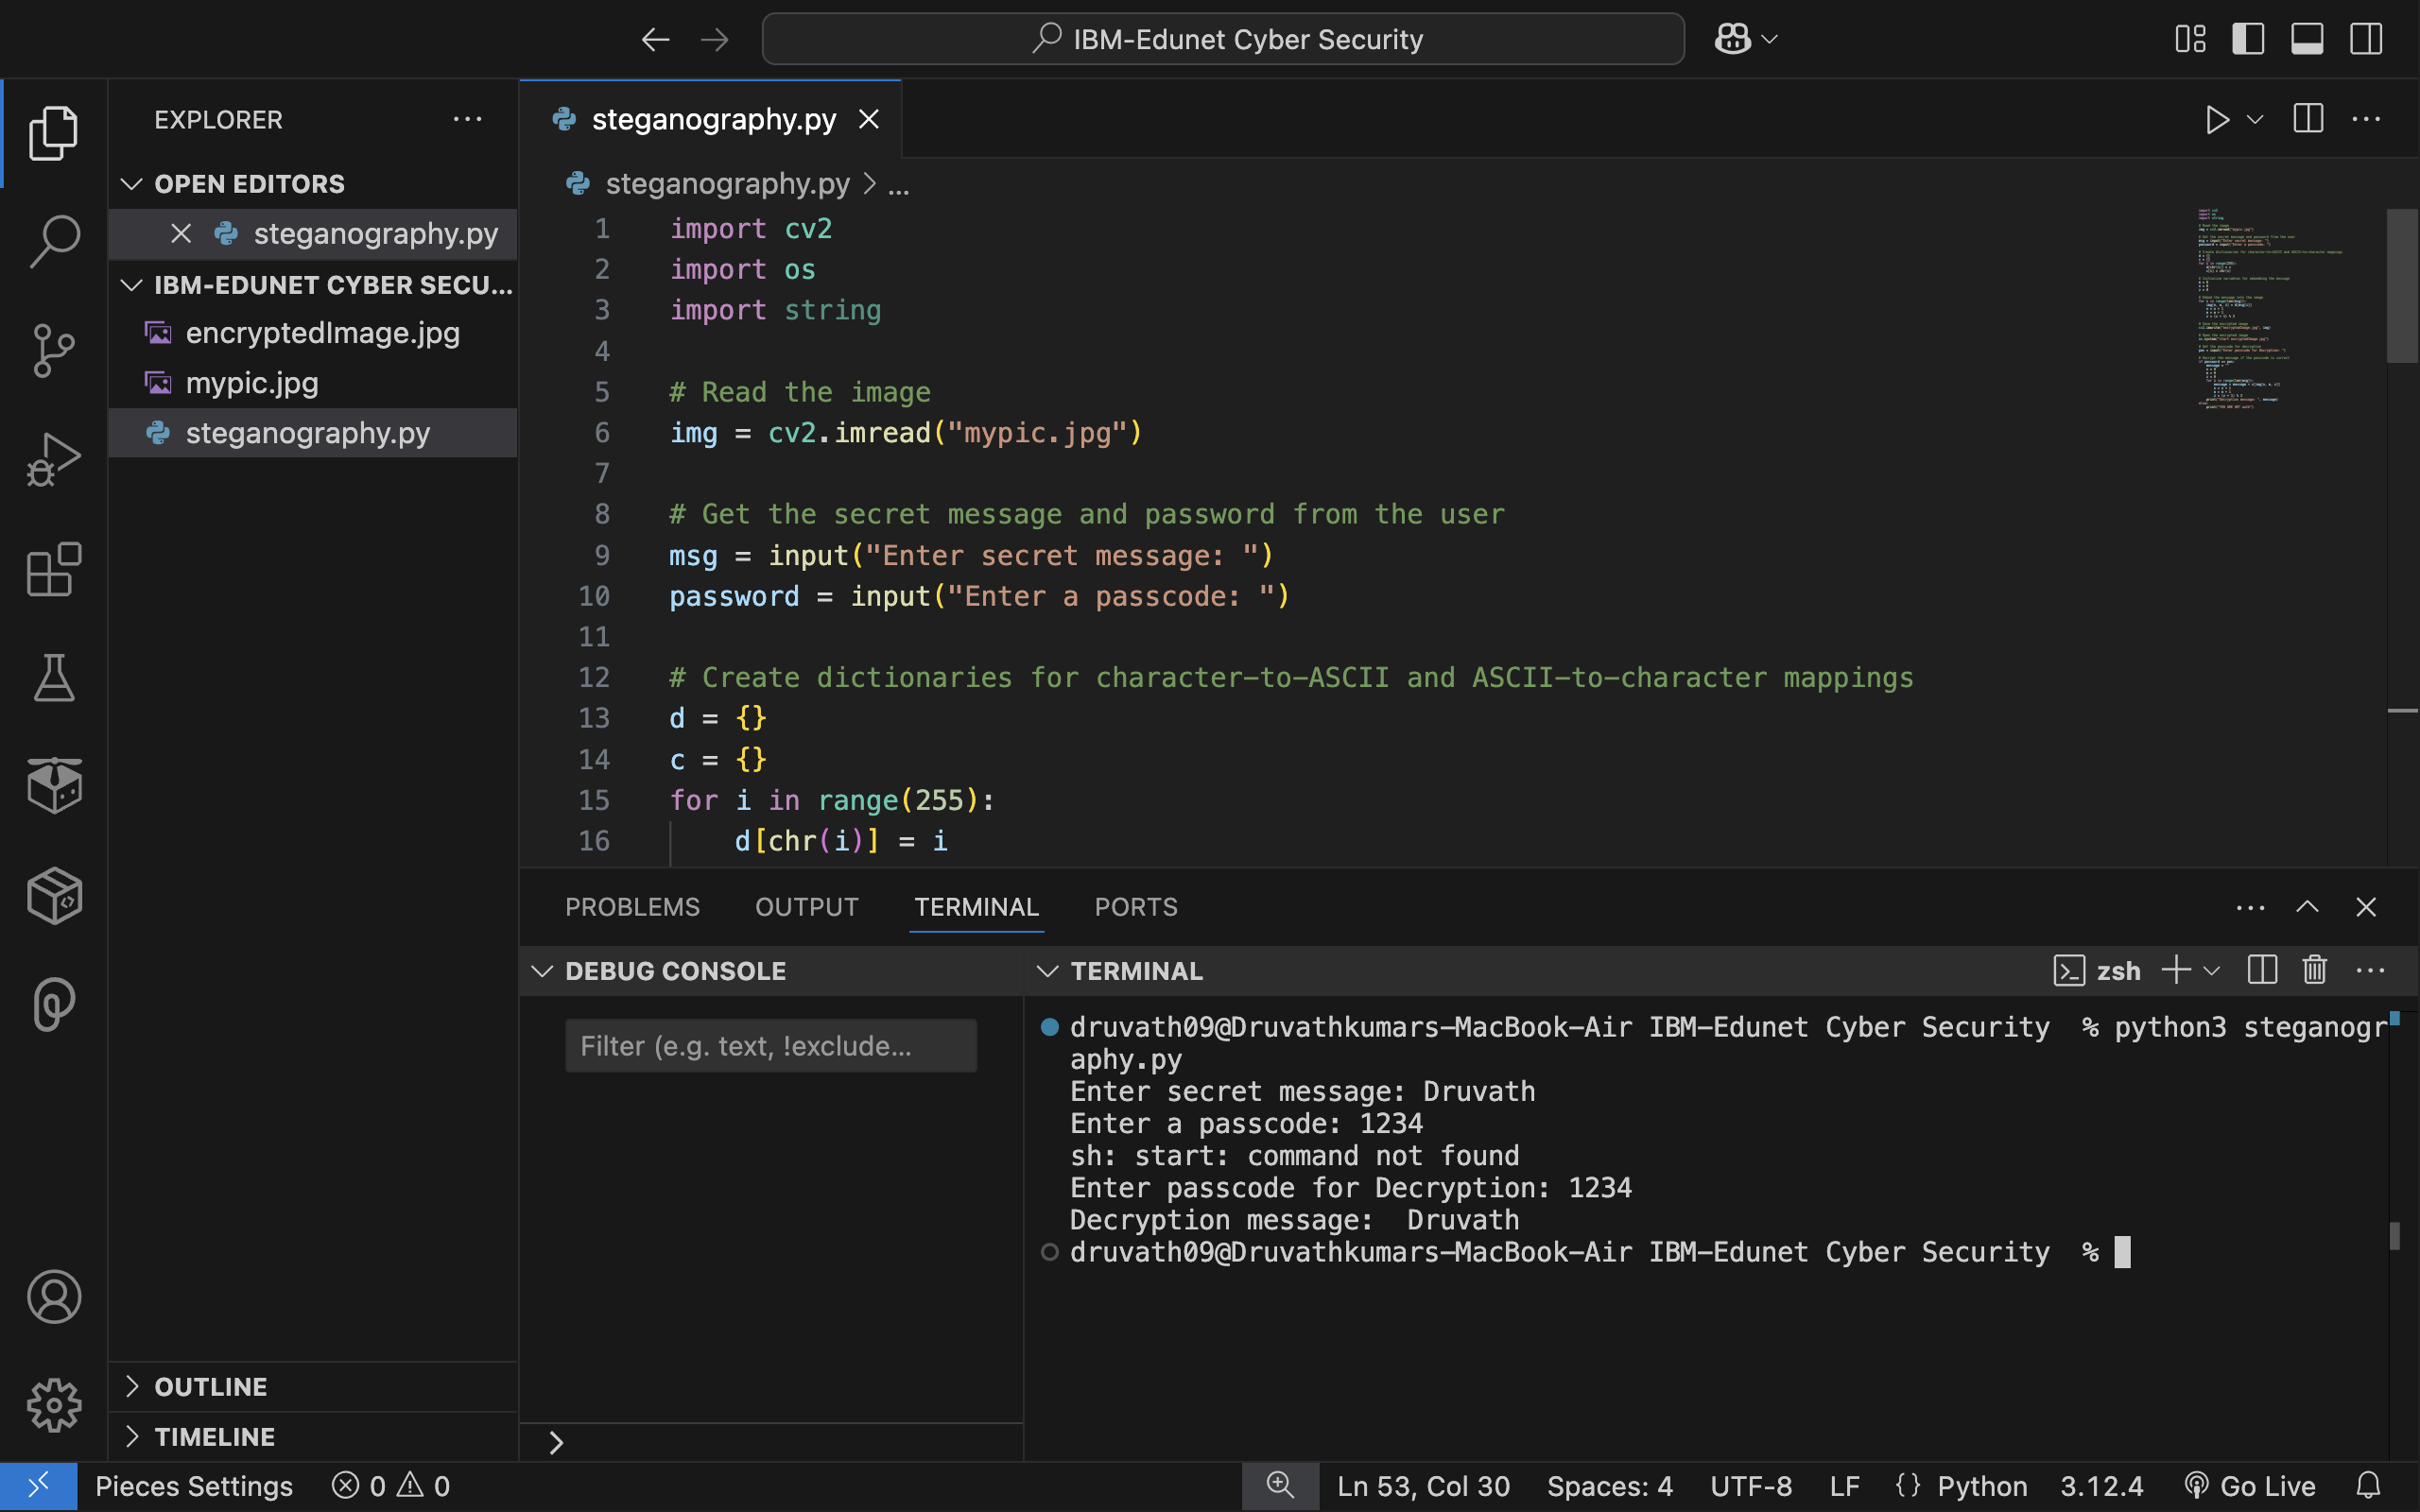 IBM-Edunet Cyber Security
EXPLORER
OPEN EDITORS
steganography.py
IBM-EDUNET CYBER SECU...
encryptedImage.jpg
mypic.jpg
steganography.py
OUTLINE
TIMELINE
steganography.py
steganography.py > ...
1 import cv2
2 import os
3 import string
4
5 # Read the image
6 img = cv2.imread("mypic.jpg")
7
8 # Get the secret message and password from the user
9 msg = input("Enter secret message: ")
10 password = input("Enter a passcode: ")
11
12 # Create dictionaries for character-to-ASCII and ASCII-to-character mappings
13 d = {}
14 c = {}
15 for i in range(255):
16 d[chr(i)] = i
PROBLEMS OUTPUT TERMINAL PORTS
DEBUG CONSOLE
Filter (e.g. text, !exclude...
TERMINAL
zsh
druvath09@Druvathkumars-MacBook-Air IBM-Edunet Cyber Security % python3 steganogr
aphy.py
Enter secret message: Druvath
Enter a passcode: 1234
sh: start: command not found
Enter passcode for Decryption: 1234
Decryption message: Druvath
druvath09@Druvathkumars-MacBook-Air IBM-Edunet Cyber Security %
Pieces Settings 0 0 Ln 53, Col 30 Spaces: 4 UTF-8 LF {} Python 3.12.4 Go Live